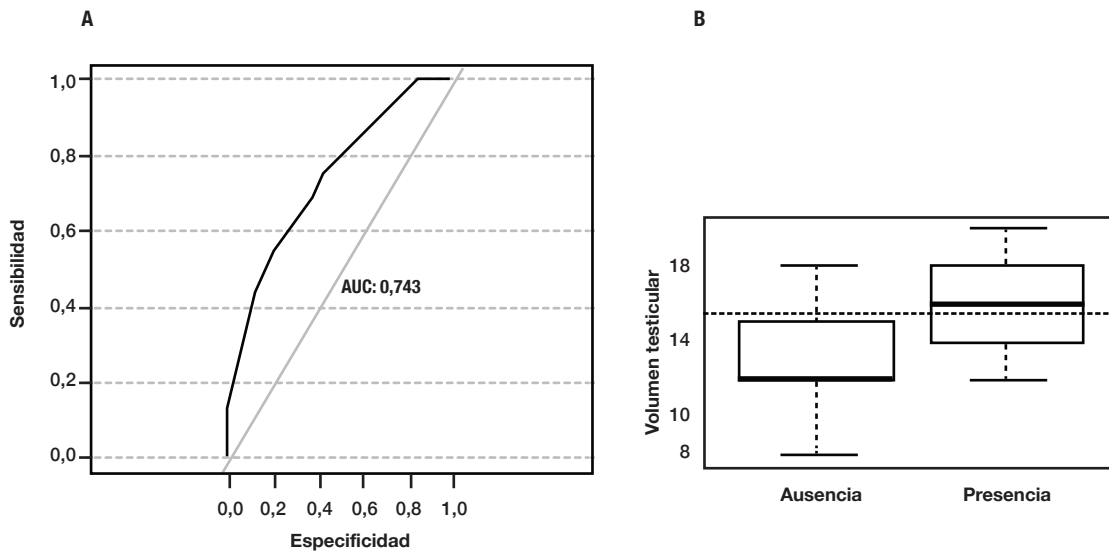 A
1,0
0,8
0,6
0,4
0,2
0,0
Sensibilidad
AUC: 0,743
0,0 0,2 0,4 0,6 0,8 1,0
Especificidad
B
18
14
10
8
Volumen testicular
Ausencia Presencia